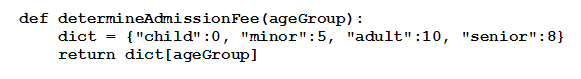 def determineAdmissionFee(ageGroup):
    dict = {"child":0, "minor":5, "adult":10, "senior":8}
    return dict[ageGroup]